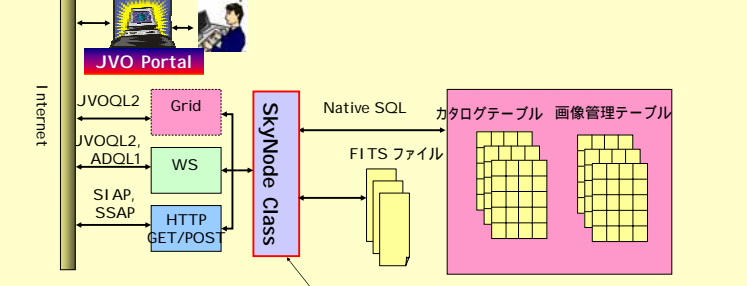 JVO Portal
Internet
JVOQL2
Grid
JVOQL2,
ADQL1
WS
SIAP,
SSAP
HTTP
GET/POST
SkyNode Class
Native SQL
FITS ファイル
カタログテーブル
画像管理テーブル